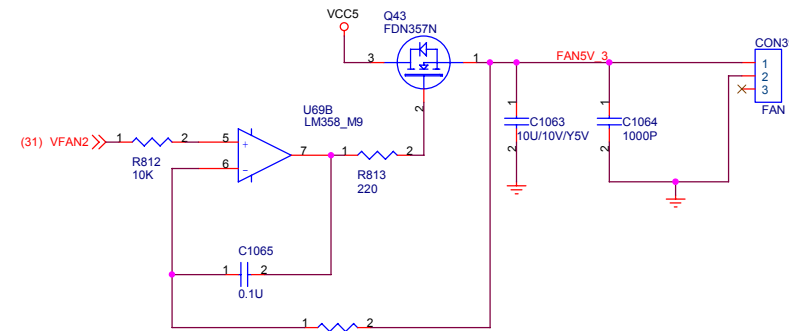 VCC5
Q43
FDN357N
3
1
2
FAN5V_3
CON3
1
2
3
FAN
1
C1063
10U/10V/Y5V
2
1
C1064
1000P
2
U69B
LM358_M9
(31) VFAN2
1
2
R812
10K
5
+
6
-
7
1
2
R813
220
C1065
1
2
0.1U
1
2